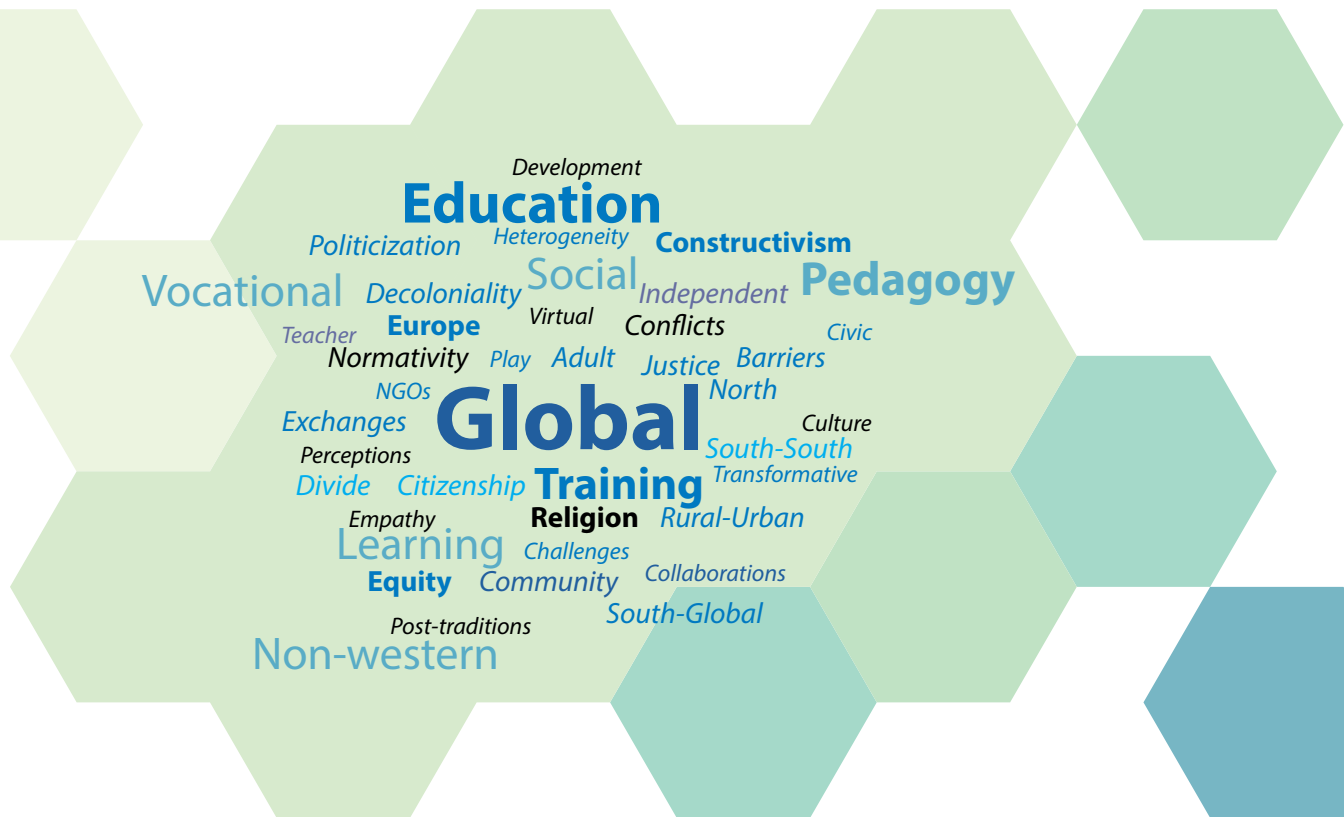 Development
Education
Politicization Heterogeneity Constructivism
Vocational Decoloniality Social Independent Pedagogy
Teacher Europe Virtual Conflicts Civic
Normativity Play Adult Justice Barriers
NGOs Global North
Exchanges Culture
Perceptions South-South
Divide Citizenship Training Transformative
Empathy Religion Rural-Urban
Learning Challenges
Equity Community Collaborations
Post-traditions South-Global
Non-western